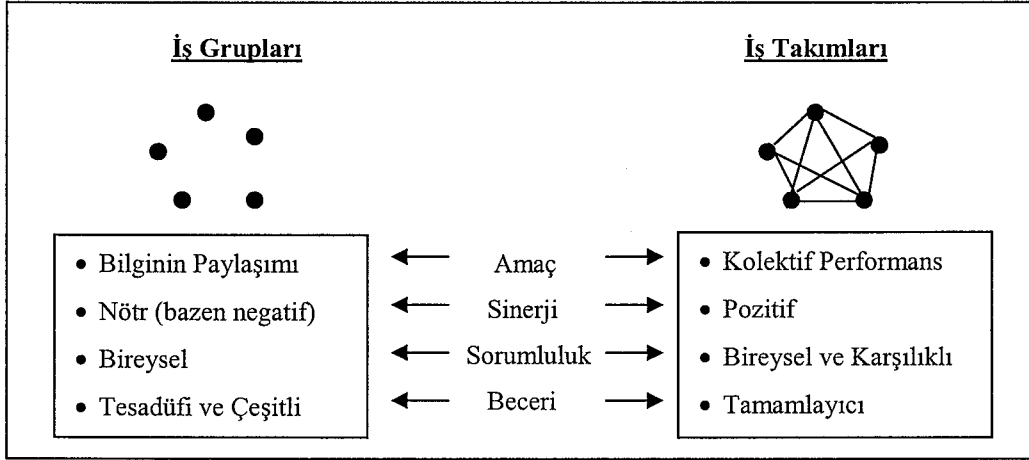 İş Grupları İş Takımları
• Bilginin Paylaşımı Amaç • Kolektif Performans
• Nötr (bazen negatif) Sinerji • Pozitif
• Bireysel Sorumluluk • Bireysel ve Karşılıklı
• Tesadüfi ve Çeşitli Beceri • Tamamlayıcı